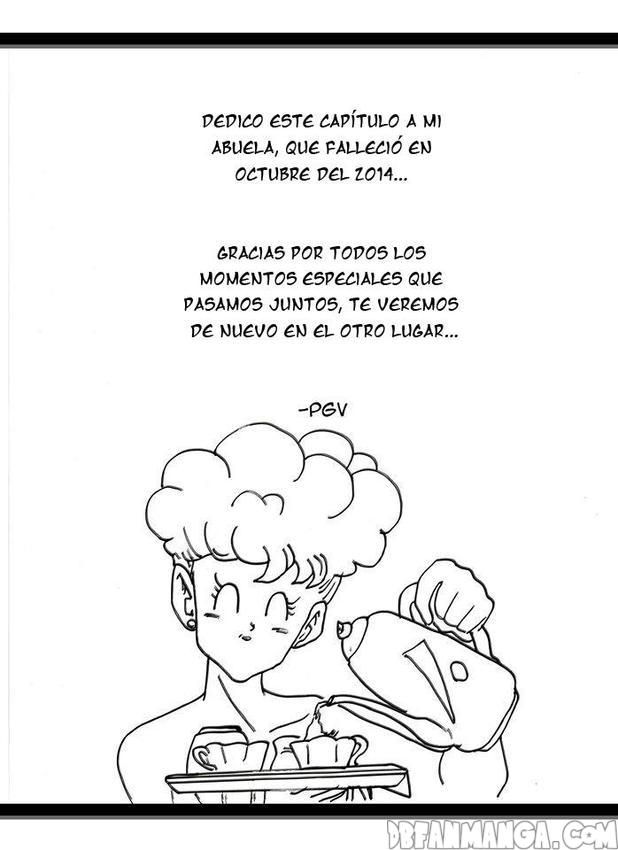 DEDICO ESTE CAPÍTULO A MI
ABUELA, QUE FALLECIÓ EN
OCTUBRE DEL 2014...
GRACIAS POR TODOS LOS
MOMENTOS ESPECIALES QUE
PASAMOS JUNTOS, TE VEREMOS
DE NUEVO EN EL OTRO LUGAR...
-PGV
DBFANMANGA.COM